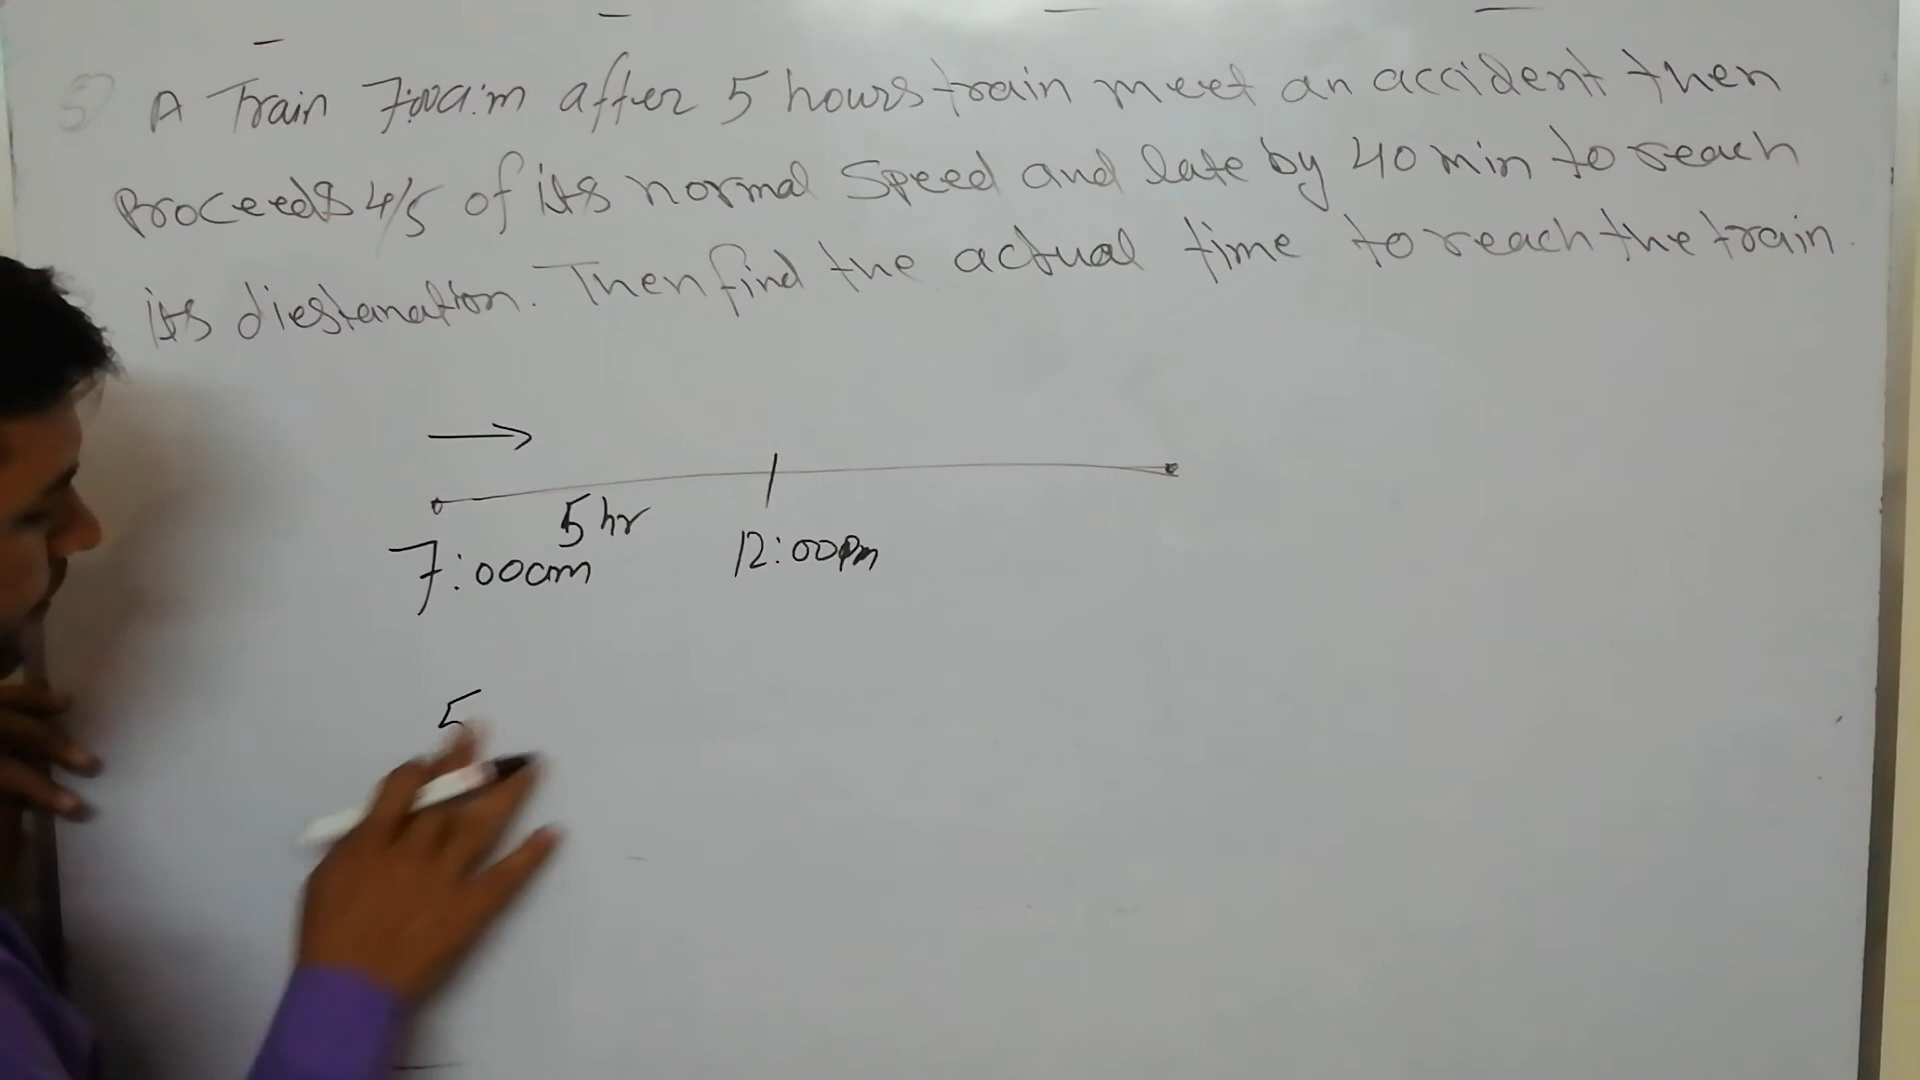 5) A Train 7:00a.m after 5 hours train meet an accident then
Proceeds 4/5 of its normal Speed and late by 40 min to reach
its diestanation. Then find the actual time to reach the train
5 hr
7:00am 12:00pm
5